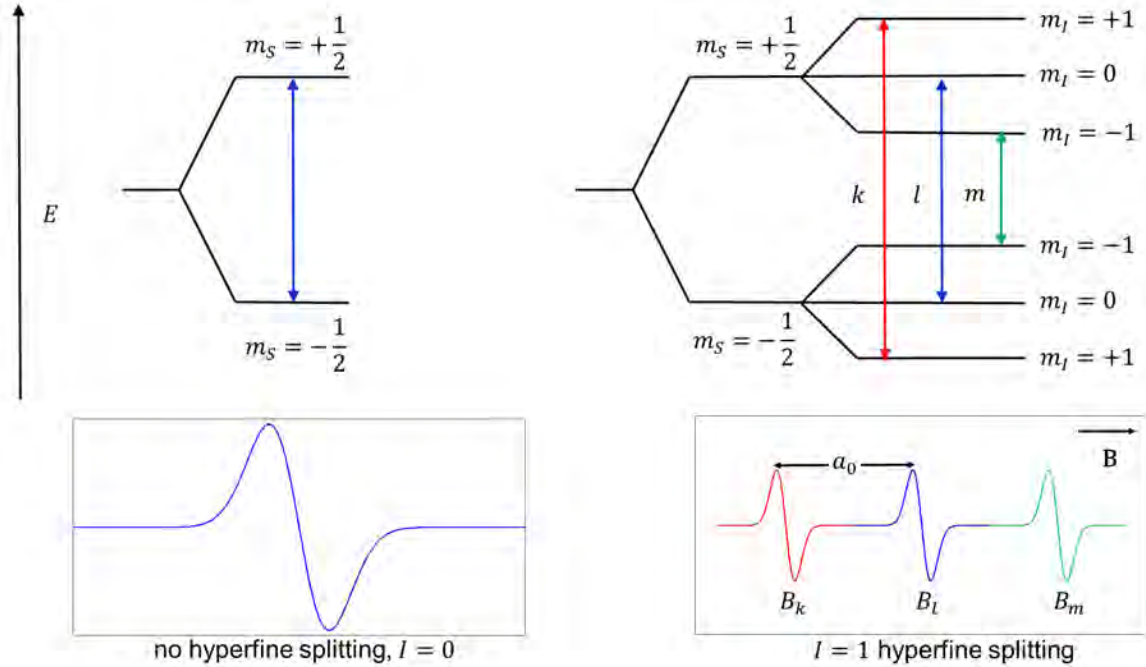 E
m_S = +1/2
m_S = −1/2
m_S = +1/2
m_S = −1/2
k
l
m
m_I = +1
m_I = 0
m_I = −1
m_I = −1
m_I = 0
m_I = +1
no hyperfine splitting, I = 0
a_0
B
B_k
B_l
B_m
I = 1 hyperfine splitting